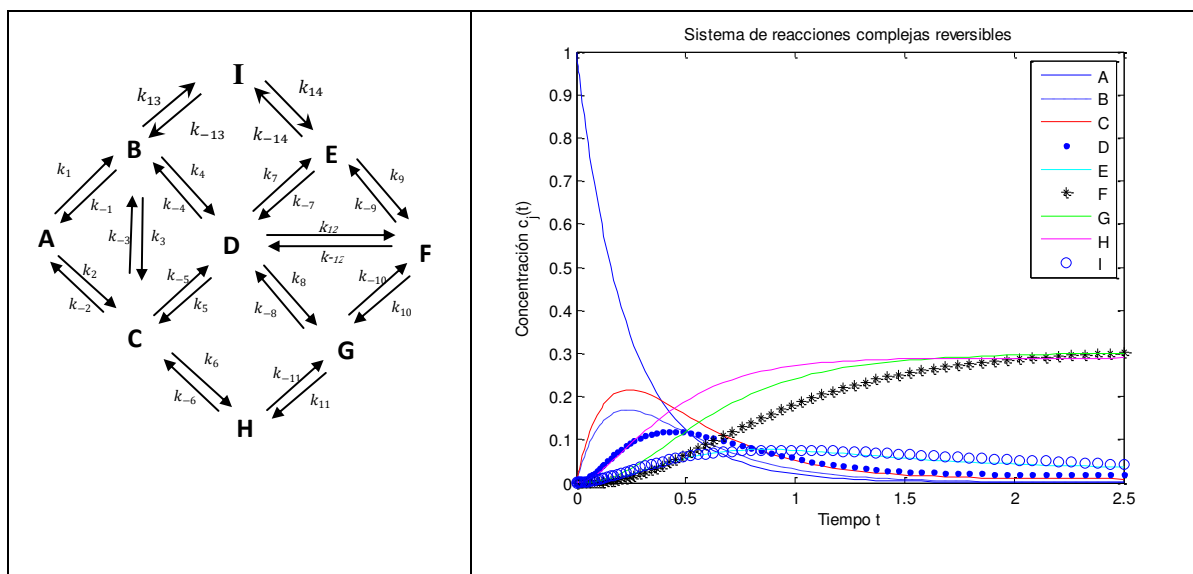 I
k₁₃
k₁₄
k₋₁₃
k₋₁₄
B
E
k₁
k₄
k₇
k₉
k₋₁
k₋₄
k₋₇
k₋₉
A
k₋₃
k₃
D
k₁₂
k-₁₂
F
k₂
k₋₂
k₋₅
k₅
k₈
k₋₈
k₋₁₀
k₁₀
C
G
k₆
k₋₆
k₋₁₁
k₁₁
H
Sistema de reacciones complejas reversibles
Concentración c_j(t)
1
0.9
0.8
0.7
0.6
0.5
0.4
0.3
0.2
0.1
0
0
0.5
1
1.5
2
2.5
Tiempo t
A
B
C
D
E
F
G
H
I